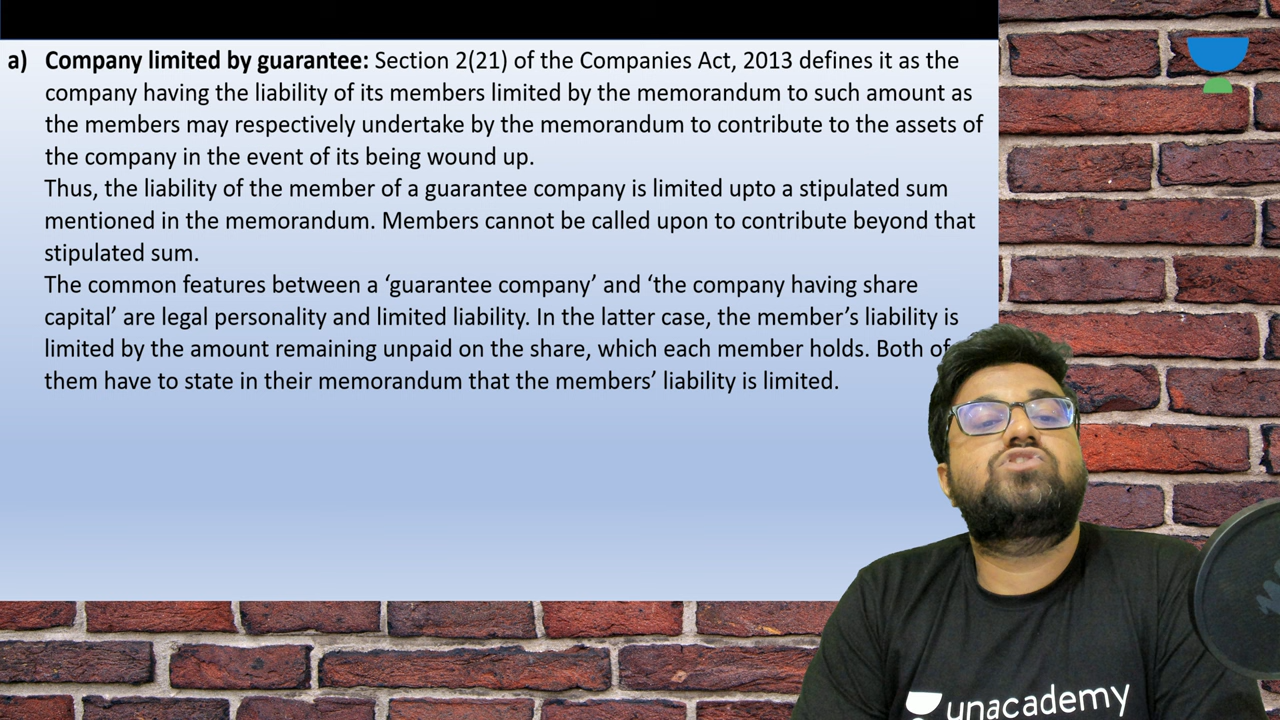 a) Company limited by guarantee: Section 2(21) of the Companies Act, 2013 defines it as the
company having the liability of its members limited by the memorandum to such amount as
the members may respectively undertake by the memorandum to contribute to the assets of
the company in the event of its being wound up.
Thus, the liability of the member of a guarantee company is limited upto a stipulated sum
mentioned in the memorandum. Members cannot be called upon to contribute beyond that
stipulated sum.
The common features between a ‘guarantee company’ and ‘the company having share
capital’ are legal personality and limited liability. In the latter case, the member’s liability is
limited by the amount remaining unpaid on the share, which each member holds. Both of
them have to state in their memorandum that the members’ liability is limited.
unacademy